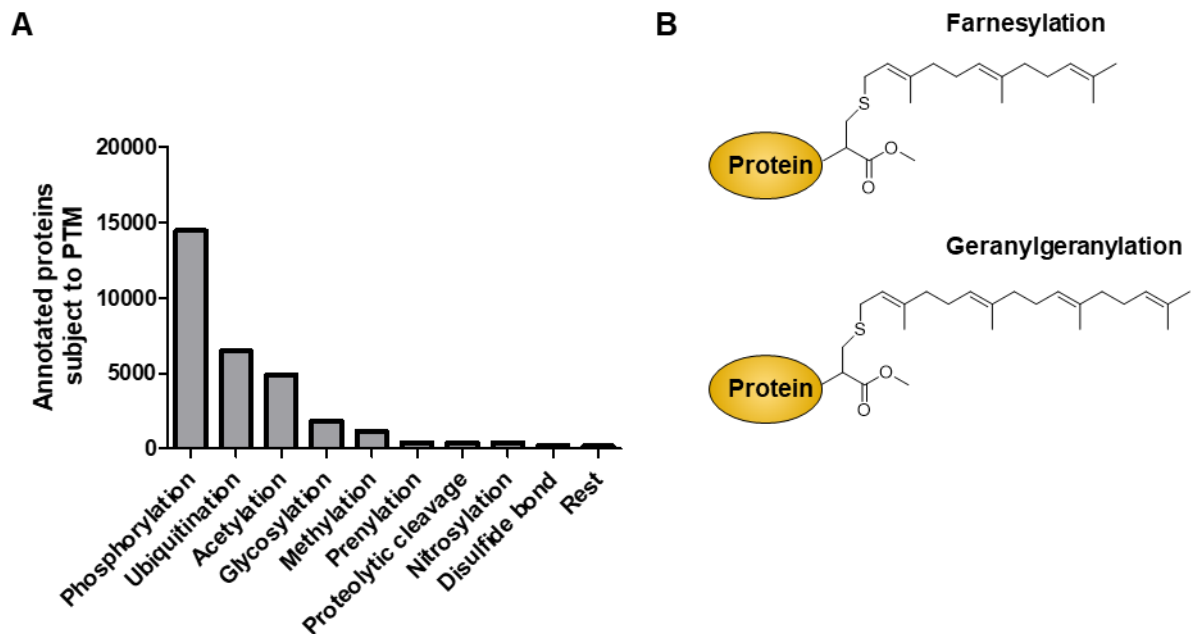 A
Annotated proteins
subject to PTM
20000
15000
10000
5000
0
Phosphorylation
Ubiquitination
Acetylation
Glycosylation
Methylation
Prenylation
Proteolytic cleavage
Nitrosylation
Disulfide bond
Rest
B
Farnesylation
S
Protein
O
O
Geranylgeranylation
S
Protein
O
O